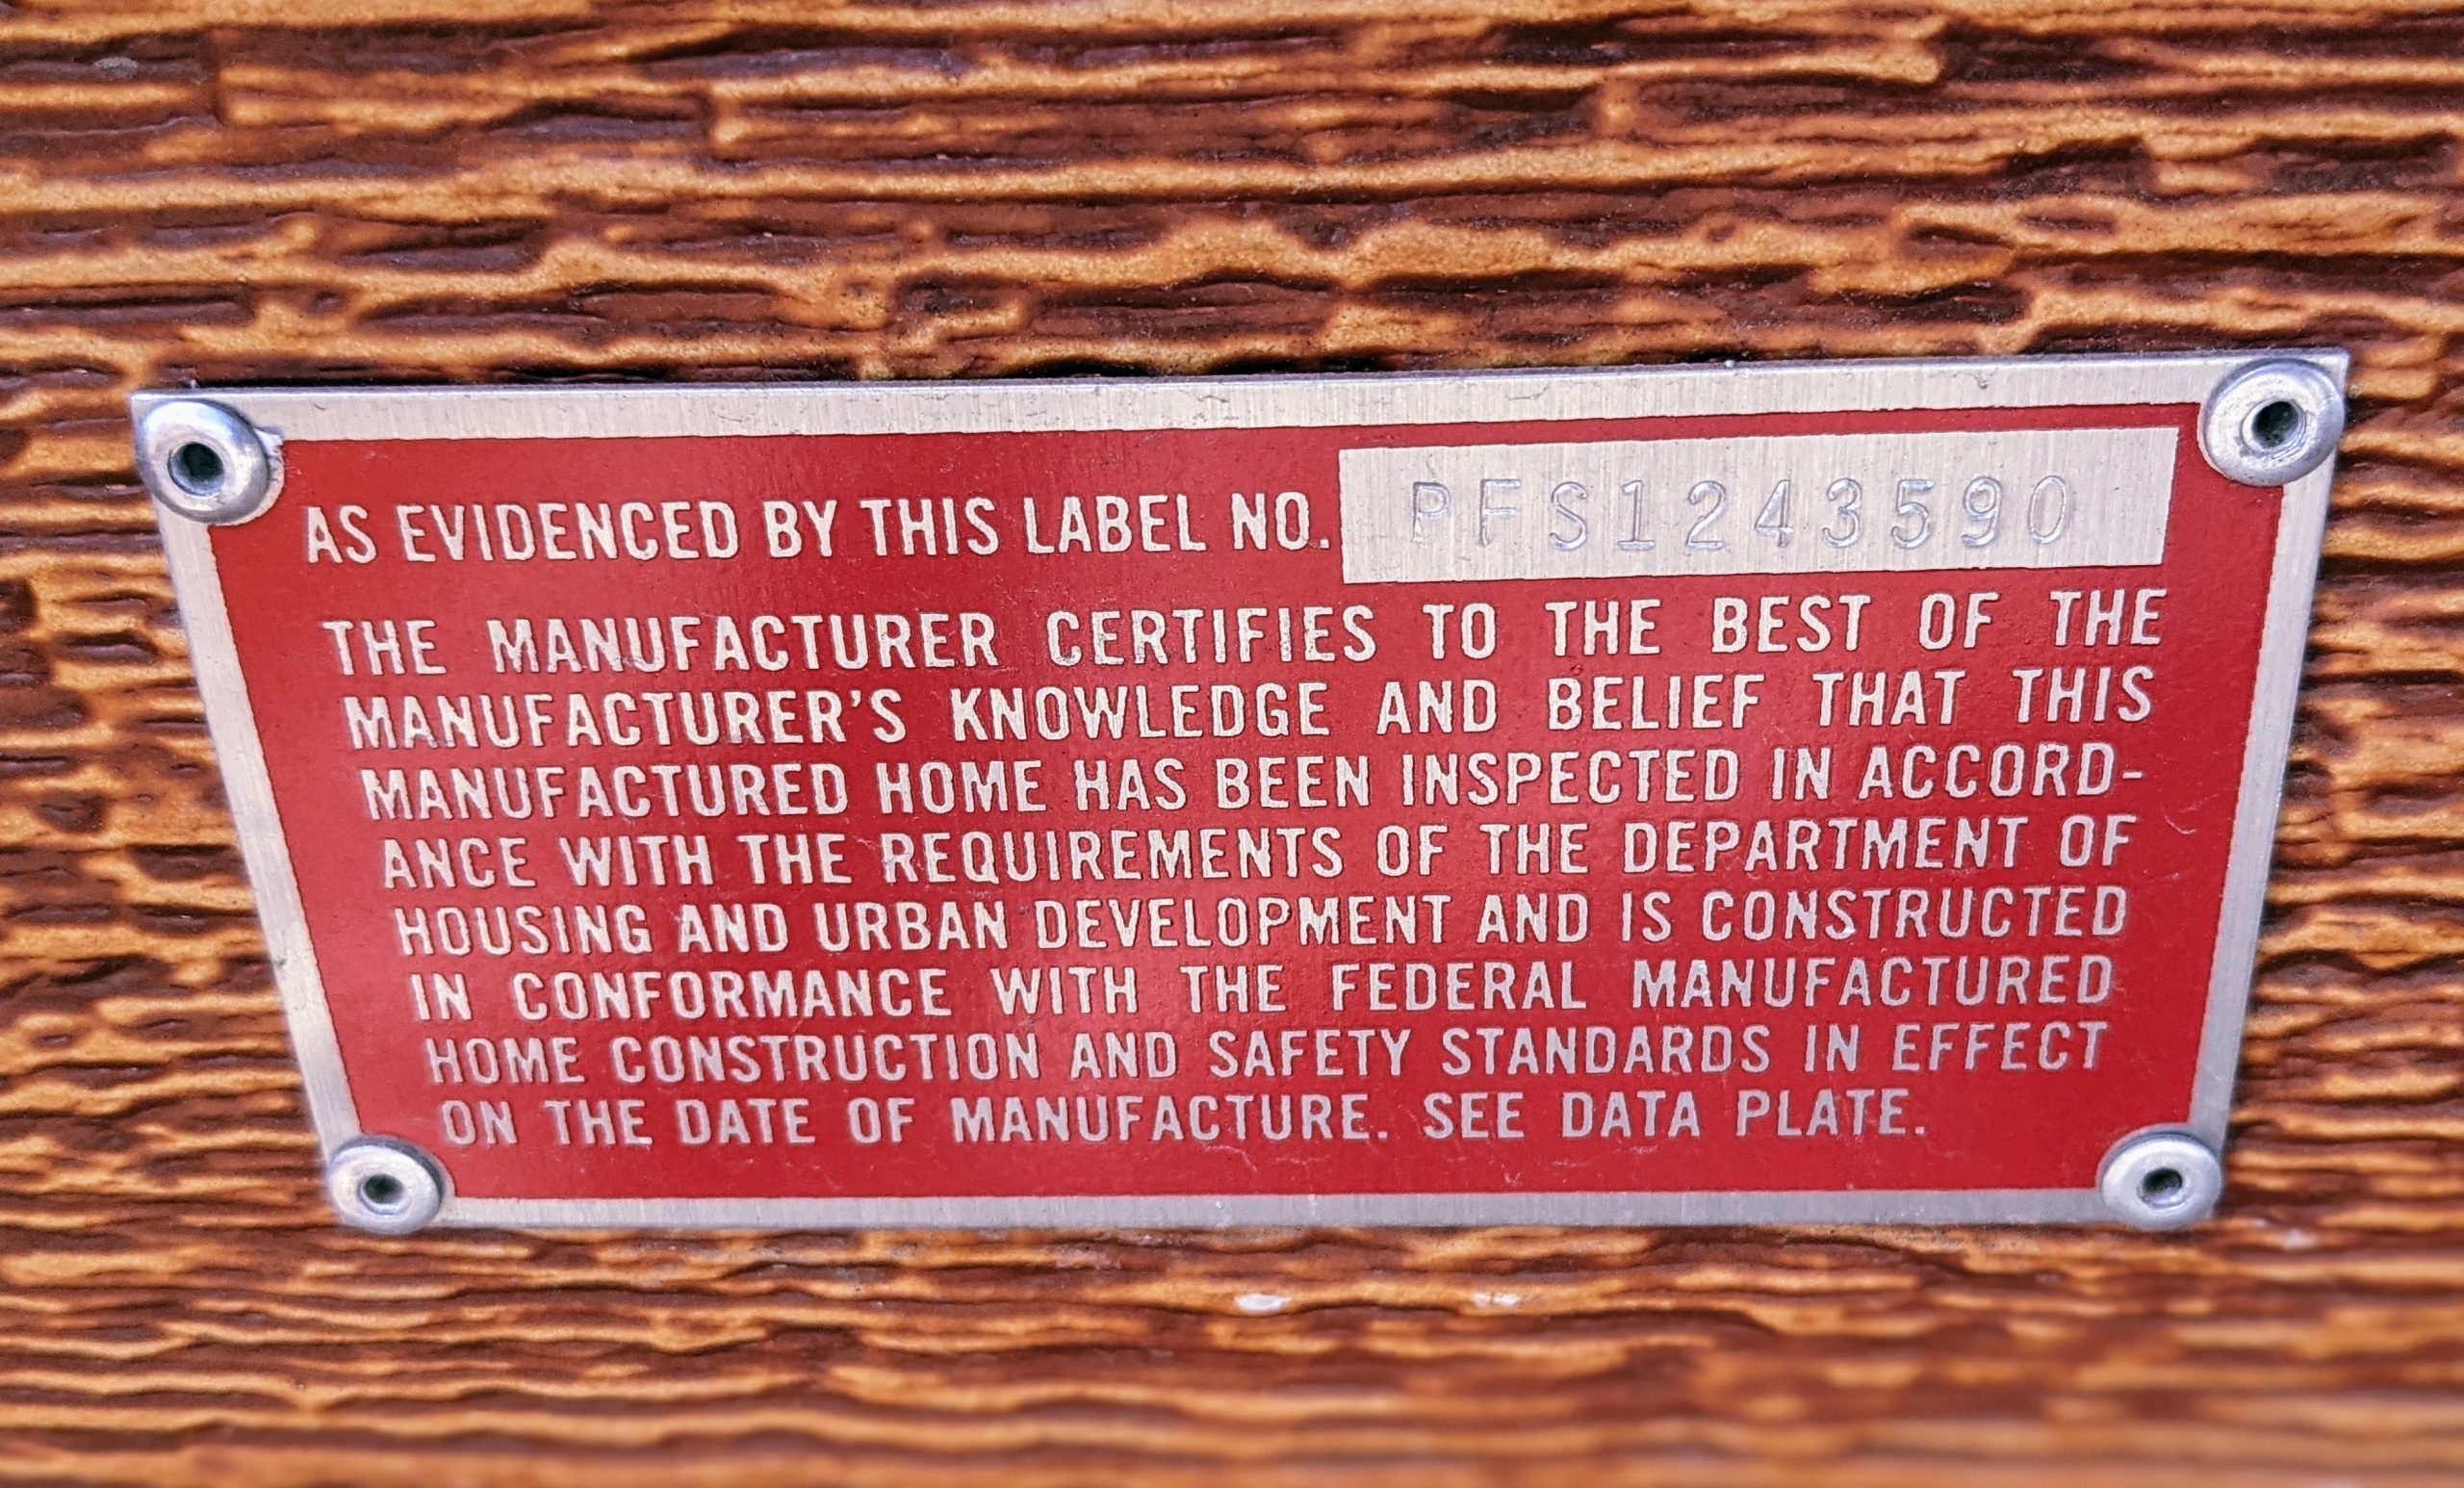 AS EVIDENCED BY THIS LABEL NO. PFS1243590
THE MANUFACTURER CERTIFIES TO THE BEST OF THE
MANUFACTURER'S KNOWLEDGE AND BELIEF THAT THIS
MANUFACTURED HOME HAS BEEN INSPECTED IN ACCORD-
ANCE WITH THE REQUIREMENTS OF THE DEPARTMENT OF
HOUSING AND URBAN DEVELOPMENT AND IS CONSTRUCTED
IN CONFORMANCE WITH THE FEDERAL MANUFACTURED
HOME CONSTRUCTION AND SAFETY STANDARDS IN EFFECT
ON THE DATE OF MANUFACTURE. SEE DATA PLATE.